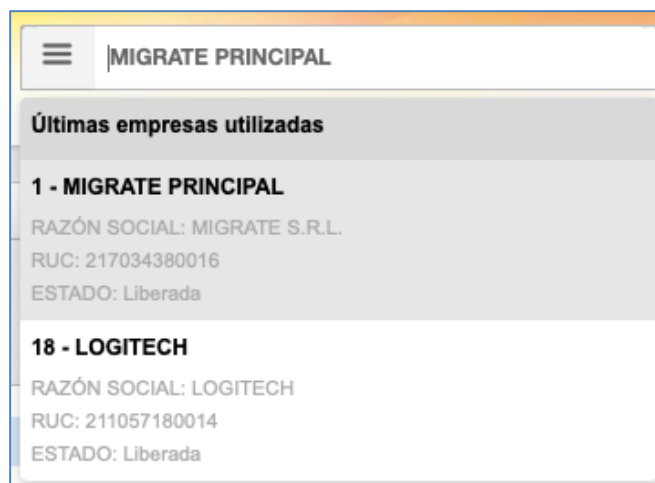 MIGRATE PRINCIPAL
Últimas empresas utilizadas
1 - MIGRATE PRINCIPAL
RAZÓN SOCIAL: MIGRATE S.R.L.
RUC: 217034380016
ESTADO: Liberada
18 - LOGITECH
RAZÓN SOCIAL: LOGITECH
RUC: 211057180014
ESTADO: Liberada